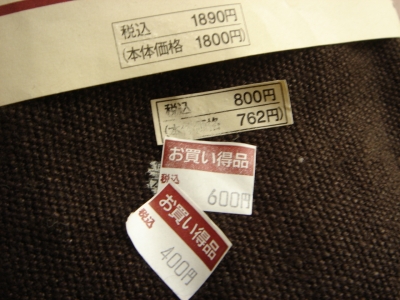 税込 1890円
(本体価格 1800円)
税込 800円
762円)
お買い得品
税込
600円
お買い得品
税込
400円